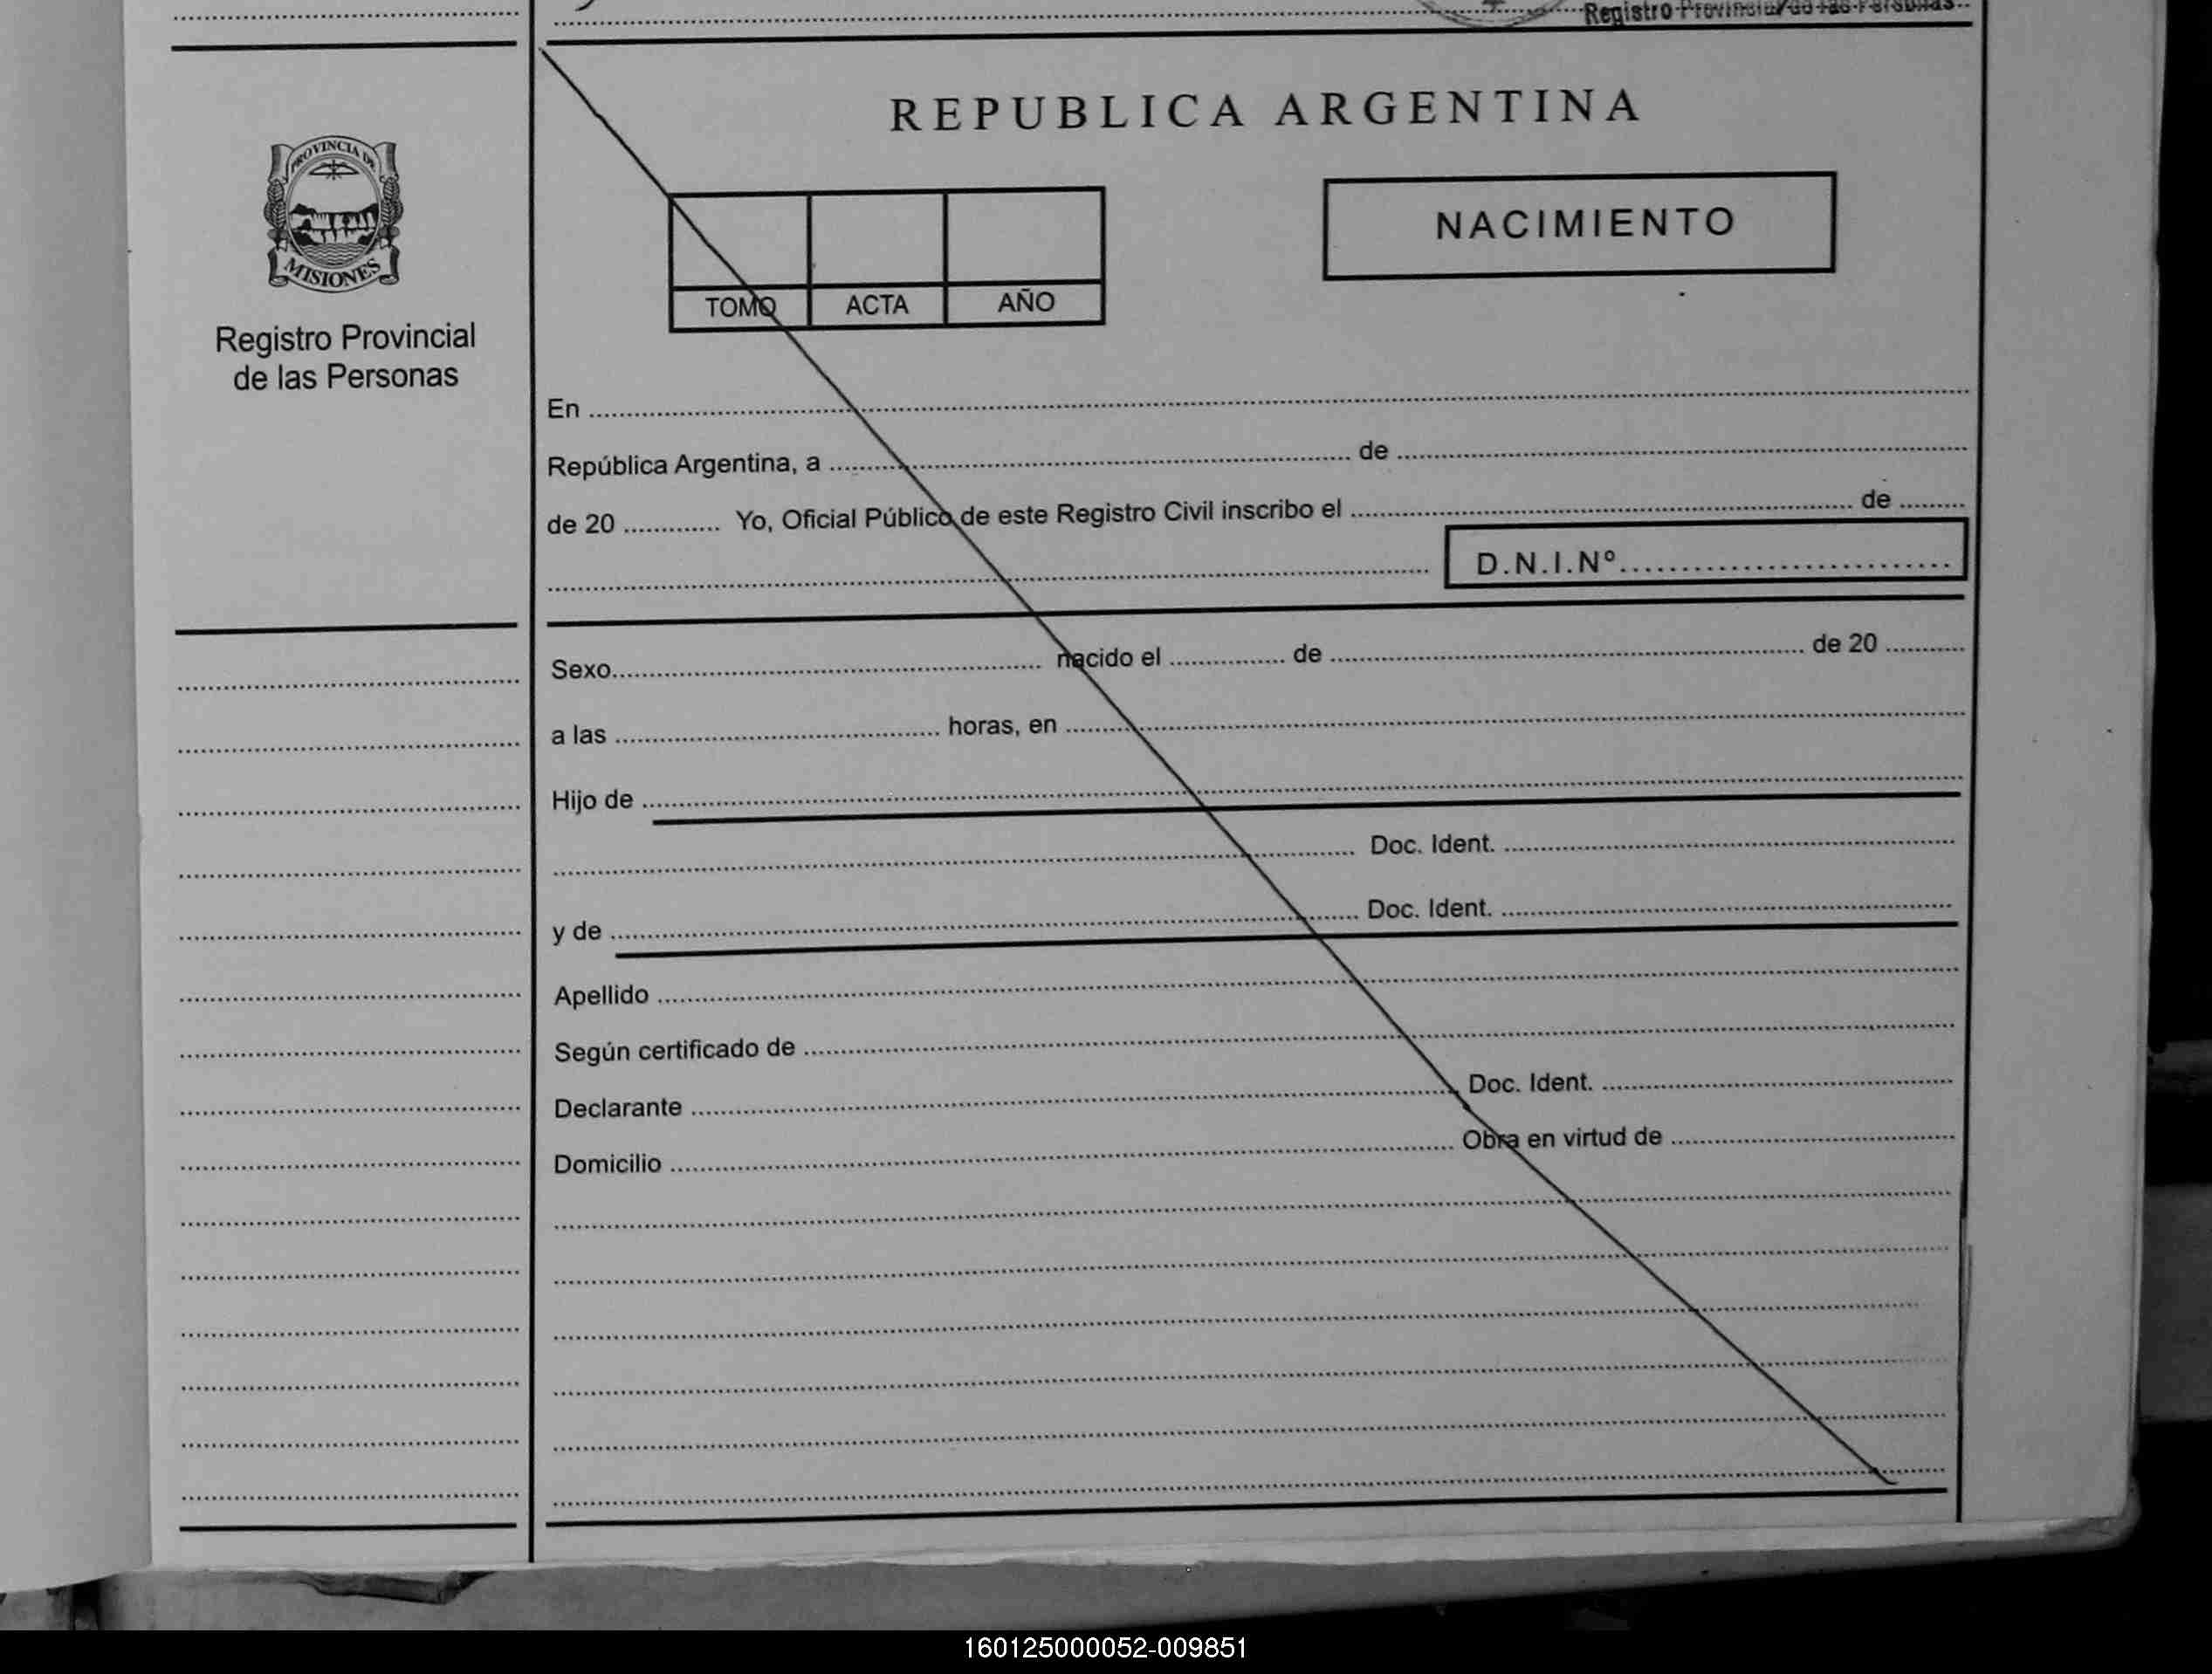 Registro Provincial de las Personas
REPUBLICA ARGENTINA
PROVINCIA DE
MISIONES
Registro Provincial
de las Personas
NACIMIENTO
TOMO ACTA AÑO
En
República Argentina, a de
de 20 Yo, Oficial Público de este Registro Civil inscribo el de
D.N.I.Nº
Sexo nacido el de de 20
a las horas, en
Hijo de
Doc. Ident.
y de Doc. Ident.
Apellido
Según certificado de
Declarante Doc. Ident.
Domicilio Obra en virtud de
160125000052-009851